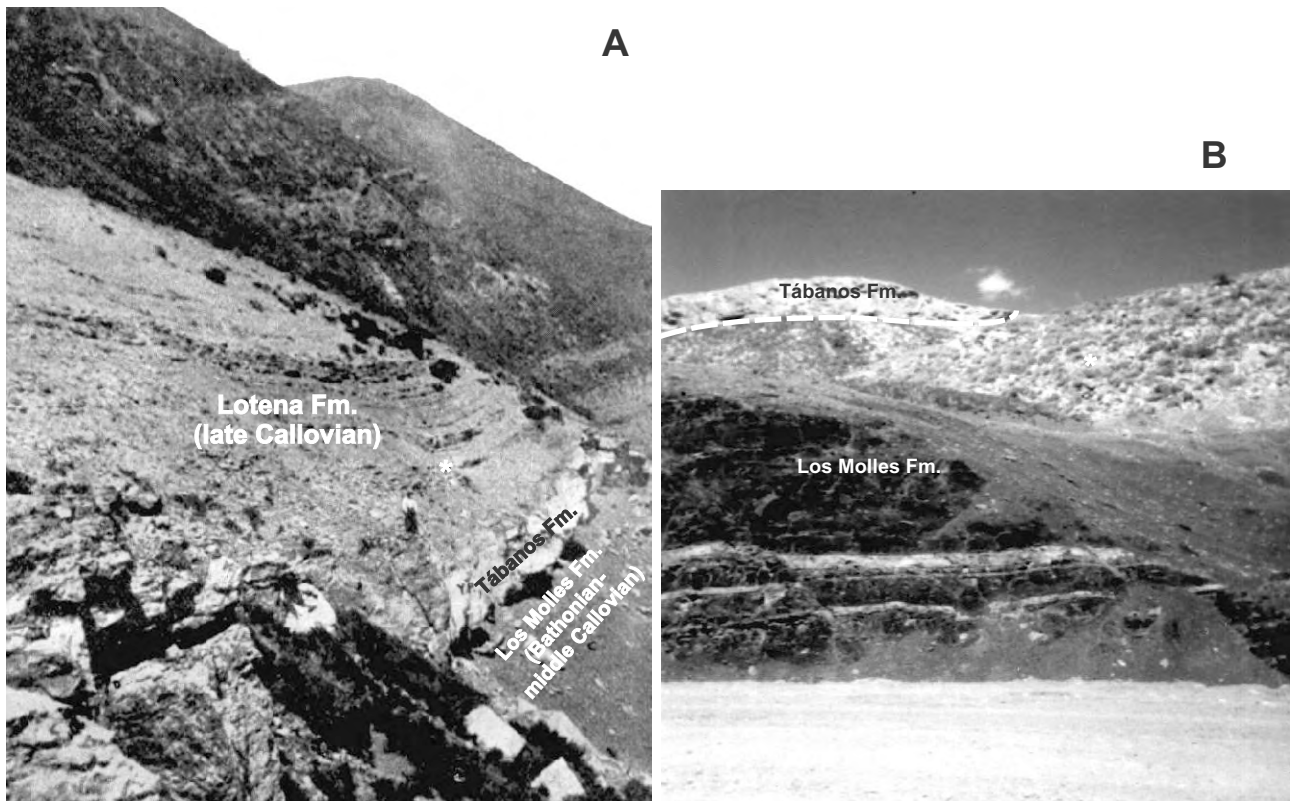 A
Lotena Fm.
(late Callovian)
*
Tábanos Fm.
Los Molles Fm.
(Bathonian-
middle Callovian)
B
Tábanos Fm.
*
Los Molles Fm.